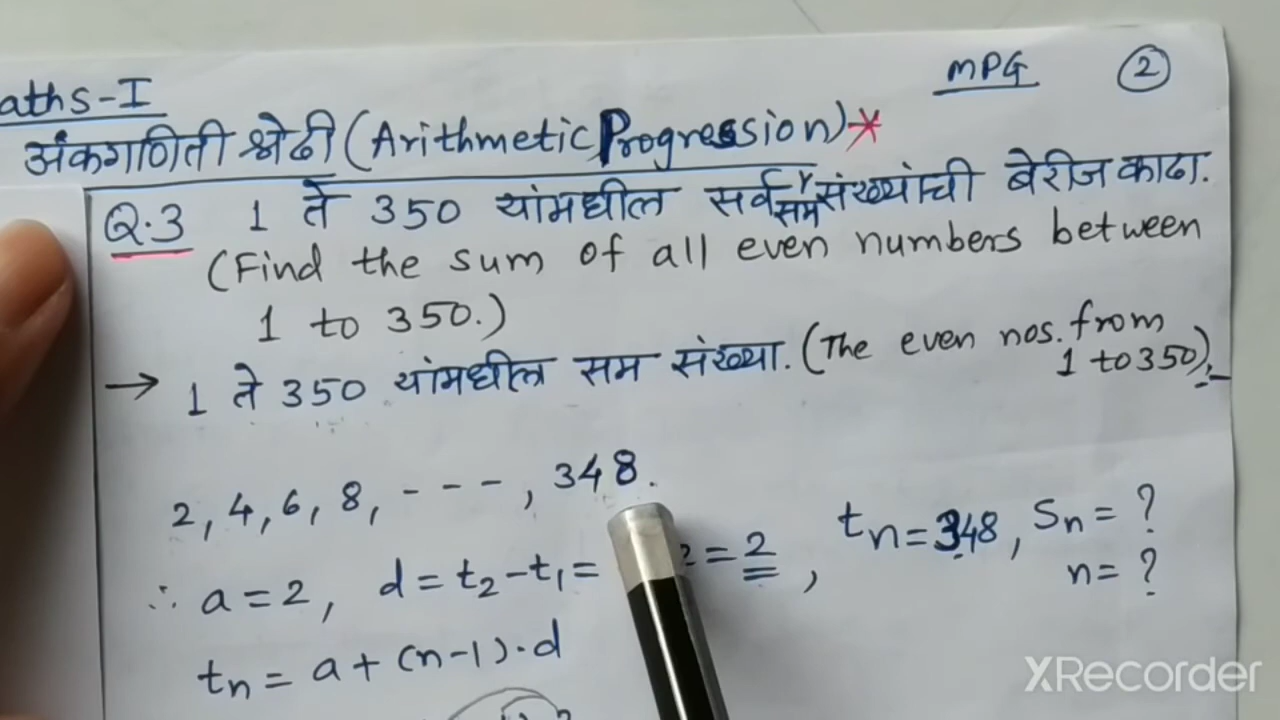 aths-I
MPG 2
अंकगणिती श्रेढी (Arithmetic Progression)*
Q.3 1 ते 350 यांमधील सर्व सम संख्यांची बेरीज काढा.
(Find the sum of all even numbers between
1 to 350.)
→ 1 ते 350 यांमधील सम संख्या. (The even nos. from
1 to 350),
2, 4, 6, 8, - - - , 348.
∴ a = 2, d = t₂ - t₁ = 2 = 2, tn = 348, Sn = ?
n = ?
tn = a + (n-1)·d
XRecorder